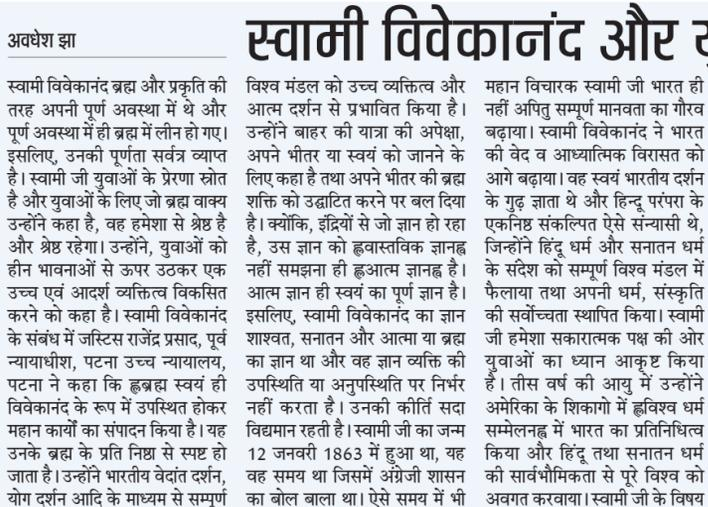 अवधेश झा
स्वामी विवेकानंद और
स्वामी विवेकानंद ब्रह्म और प्रकृति की
तरह अपनी पूर्ण अवस्था में थे और
पूर्ण अवस्था में ही ब्रह्म में लीन हो गए।
इसलिए, उनकी पूर्णता सर्वत्र व्याप्त
है। स्वामी जी युवाओं के प्रेरणा स्रोत
है और युवाओं के लिए जो ब्रह्म वाक्य
उन्होंने कहा है, वह हमेशा से श्रेष्ठ है
और श्रेष्ठ रहेगा। उन्होंने, युवाओं को
हीन भावनाओं से ऊपर उठकर एक
उच्च एवं आदर्श व्यक्तित्व विकसित
करने को कहा है। स्वामी विवेकानंद
के संबंध में जस्टिस राजेंद्र प्रसाद, पूर्व
न्यायाधीश, पटना उच्च न्यायालय,
पटना ने कहा कि ह्लब्रह्म स्वयं ही
विवेकानंद के रूप में उपस्थित होकर
महान कार्यों का संपादन किया है। यह
उनके ब्रह्म के प्रति निष्ठा से स्पष्ट हो
जाता है। उन्होंने भारतीय वेदांत दर्शन,
योग दर्शन आदि के माध्यम से सम्पूर्ण
विश्व मंडल को उच्च व्यक्तित्व और
आत्म दर्शन से प्रभावित किया है।
उन्होंने बाहर की यात्रा की अपेक्षा,
अपने भीतर या स्वयं को जानने के
लिए कहा है तथा अपने भीतर की ब्रह्म
शक्ति को उद्घाटित करने पर बल दिया
है। क्योंकि, इंद्रियों से जो ज्ञान हो रहा
है, उस ज्ञान को ह्लवास्तविक ज्ञानह्न
नहीं समझना ही ह्लआत्म ज्ञानह्न है।
आत्म ज्ञान ही स्वयं का पूर्ण ज्ञान है।
इसलिए, स्वामी विवेकानंद का ज्ञान
शाश्वत, सनातन और आत्मा या ब्रह्म
का ज्ञान था और वह ज्ञान व्यक्ति की
उपस्थिति या अनुपस्थिति पर निर्भर
नहीं करता है। उनकी कीर्ति सदा
विद्यमान रहती है। स्वामी जी का जन्म
12 जनवरी 1863 में हुआ था, यह
वह समय था जिसमें अंग्रेजी शासन
का बोल बाला था। ऐसे समय में भी
महान विचारक स्वामी जी भारत ही
नहीं अपितु सम्पूर्ण मानवता का गौरव
बढ़ाया। स्वामी विवेकानंद ने भारत
की वेद व आध्यात्मिक विरासत को
आगे बढ़ाया। वह स्वयं भारतीय दर्शन
के गुढ़ ज्ञाता थे और हिन्दू परंपरा के
एकनिष्ठ संकल्पित ऐसे संन्यासी थे,
जिन्होंने हिंदू धर्म और सनातन धर्म
के संदेश को सम्पूर्ण विश्व मंडल में
फैलाया तथा अपनी धर्म, संस्कृति
की सर्वोच्चता स्थापित किया। स्वामी
जी हमेशा सकारात्मक पक्ष की ओर
युवाओं का ध्यान आकृष्ट किया
है। तीस वर्ष की आयु में उन्होंने
अमेरिका के शिकागो में ह्लविश्व धर्म
सम्मेलनह्न में भारत का प्रतिनिधित्व
किया और हिंदू तथा सनातन धर्म
की सार्वभौमिकता से पूरे विश्व को
अवगत करवाया। स्वामी जी के विषय